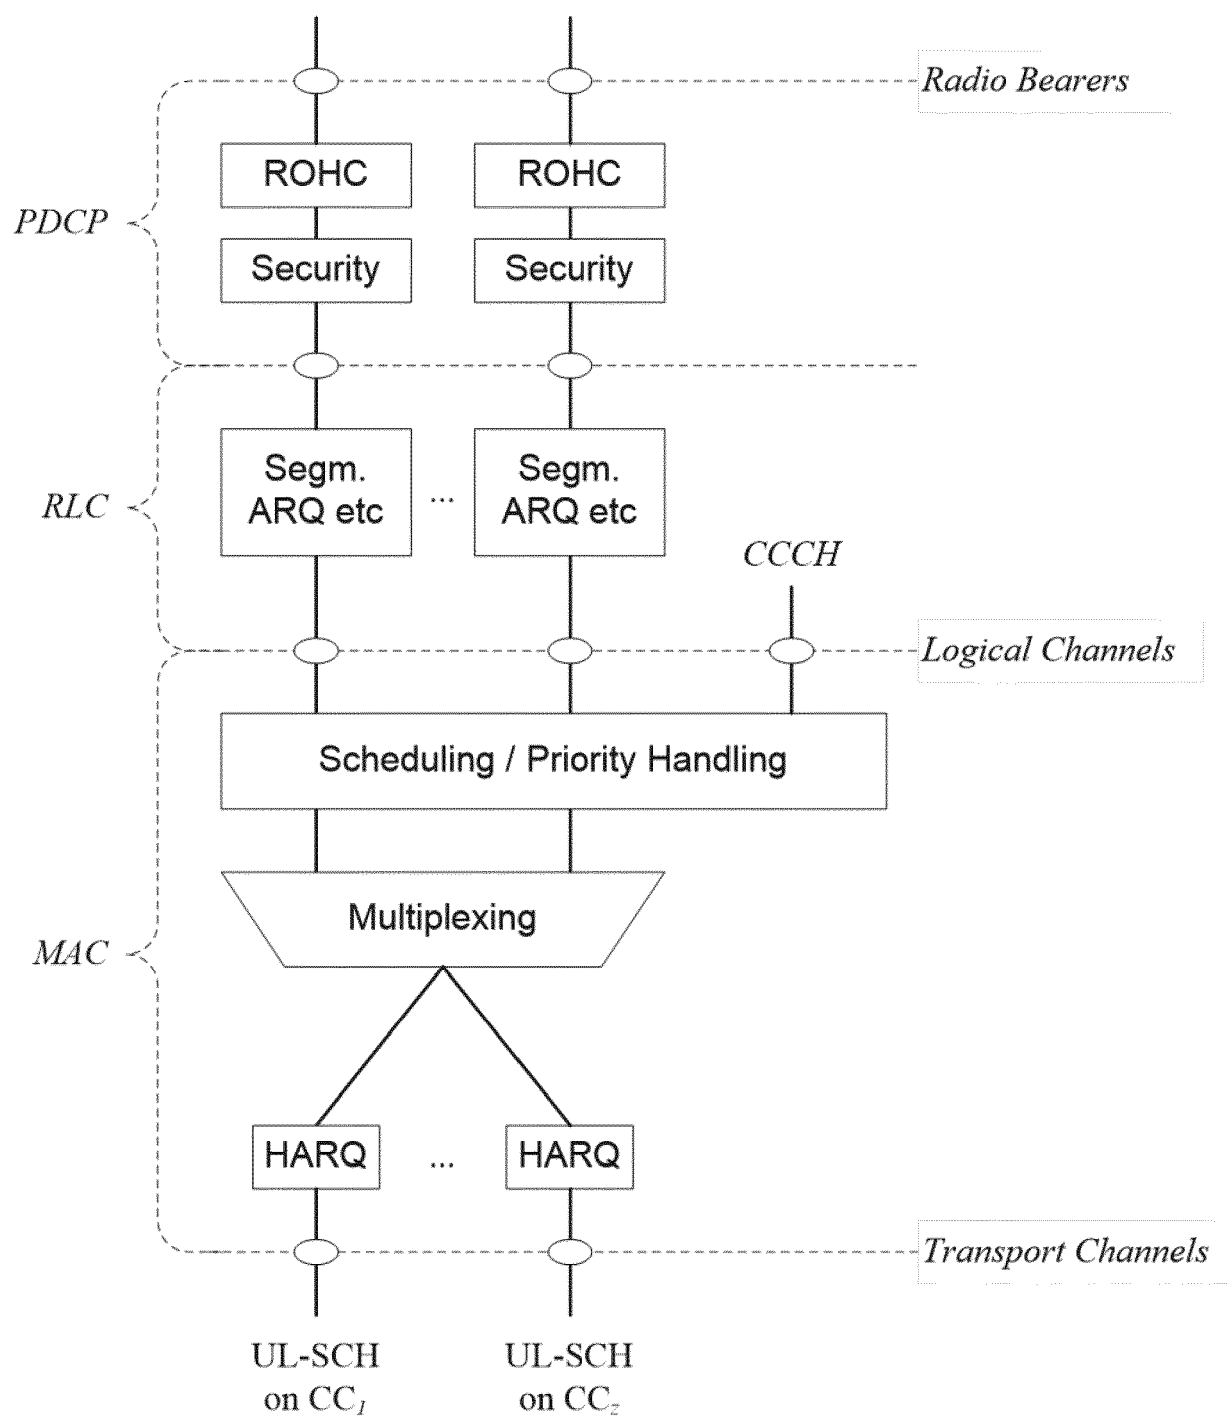 Radio Bearers
ROHC
ROHC
PDCP
Security
Security
Segm.
ARQ etc
...
Segm.
ARQ etc
RLC
CCCH
Logical Channels
Scheduling / Priority Handling
Multiplexing
MAC
HARQ
...
HARQ
Transport Channels
UL-SCH
on CC1
UL-SCH
on CCz